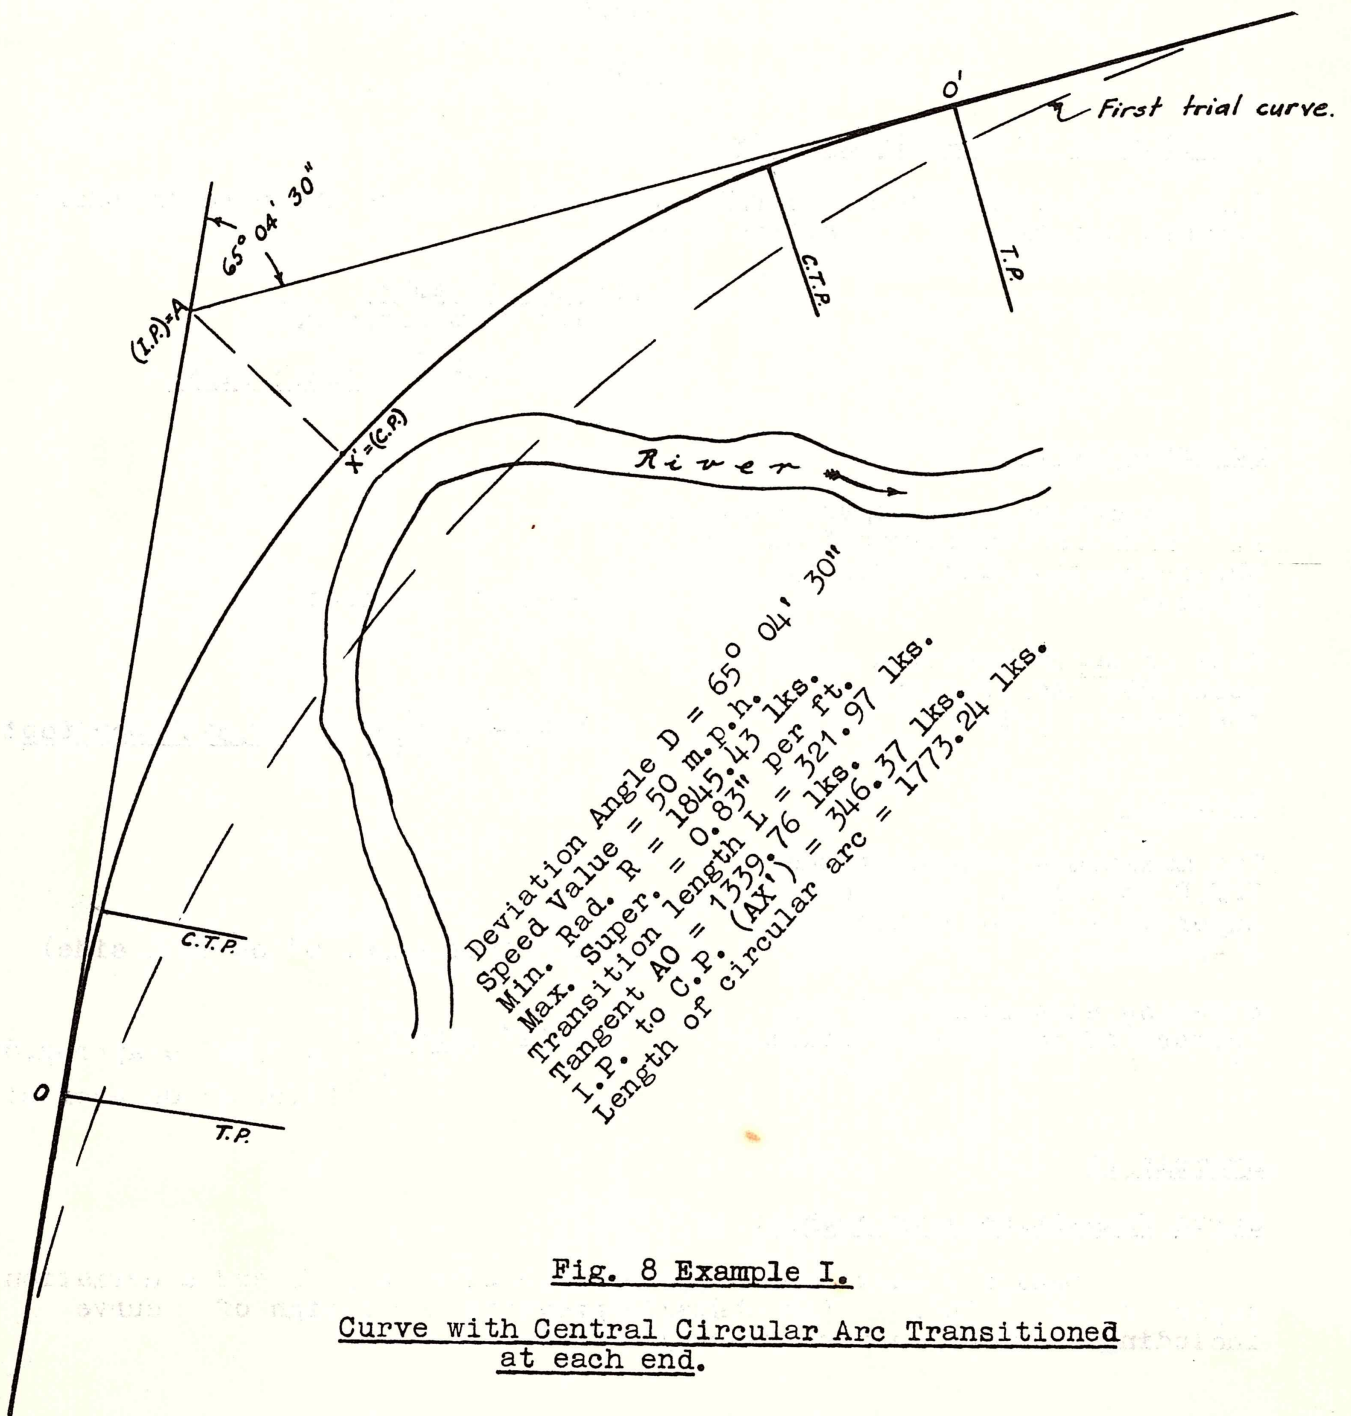 O'
First trial curve.
65° 04' 30"
C.T.P.
T.P.
(I.P.)=A
X'=(C.P.)
River
Deviation Angle D = 65° 04' 30"
Speed Value = 50 m.p.h.
Min. Rad. R = 1845.43 lks.
Max. Super. = 0.83" per ft.
Transition length L = 321.97 lks.
Tangent AO = 1339.76 lks.
I.P. to C.P. (AX') = 346.37 lks.
Length of circular arc = 1773.24 lks.
C.T.P.
O
T.P.
Fig. 8 Example I.
Curve with Central Circular Arc Transitioned
at each end.